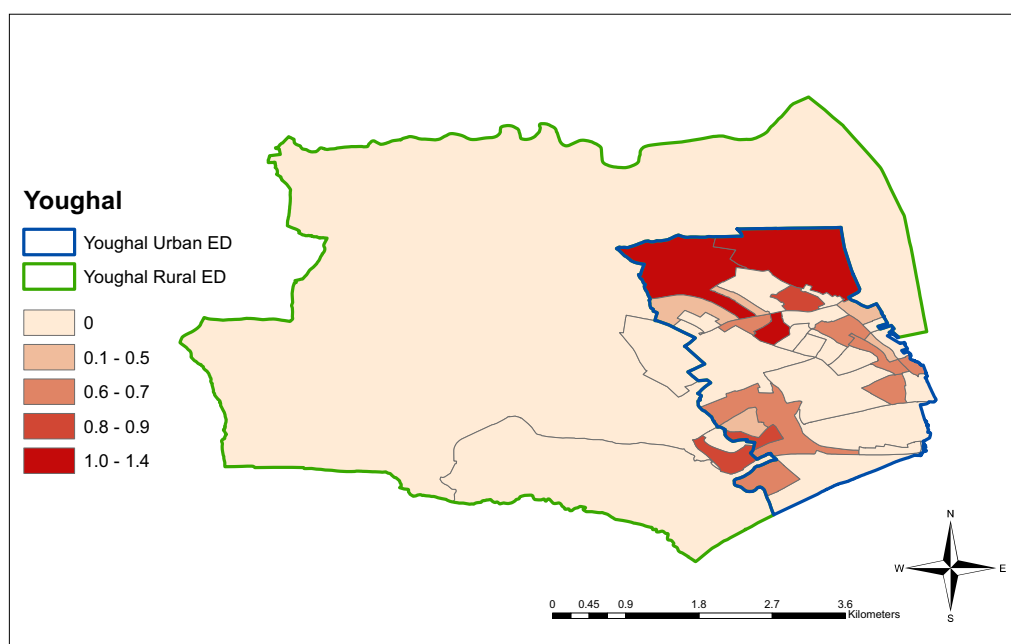 Youghal
Youghal Urban ED
Youghal Rural ED
0
0.1 - 0.5
0.6 - 0.7
0.8 - 0.9
1.0 - 1.4
N
W E
S
0 0.45 0.9 1.8 2.7 3.6
Kilometers